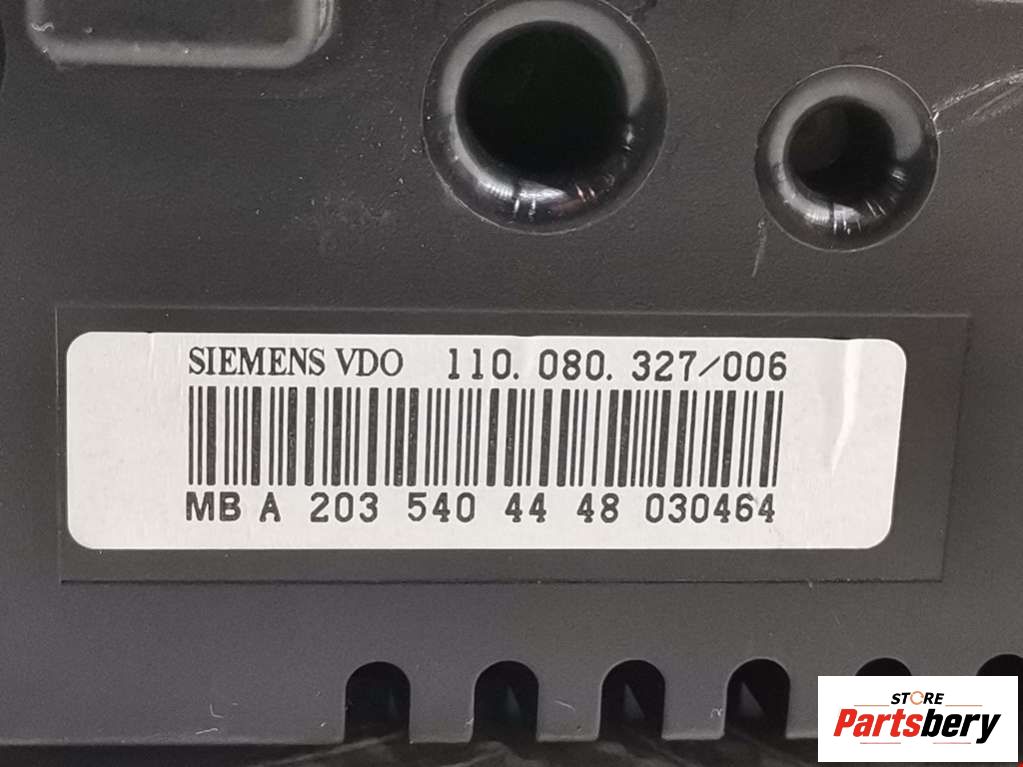 SIEMENS VDO 110. 080. 327/006
MB A 203 540 44 48 030464
STORE
Partsbery